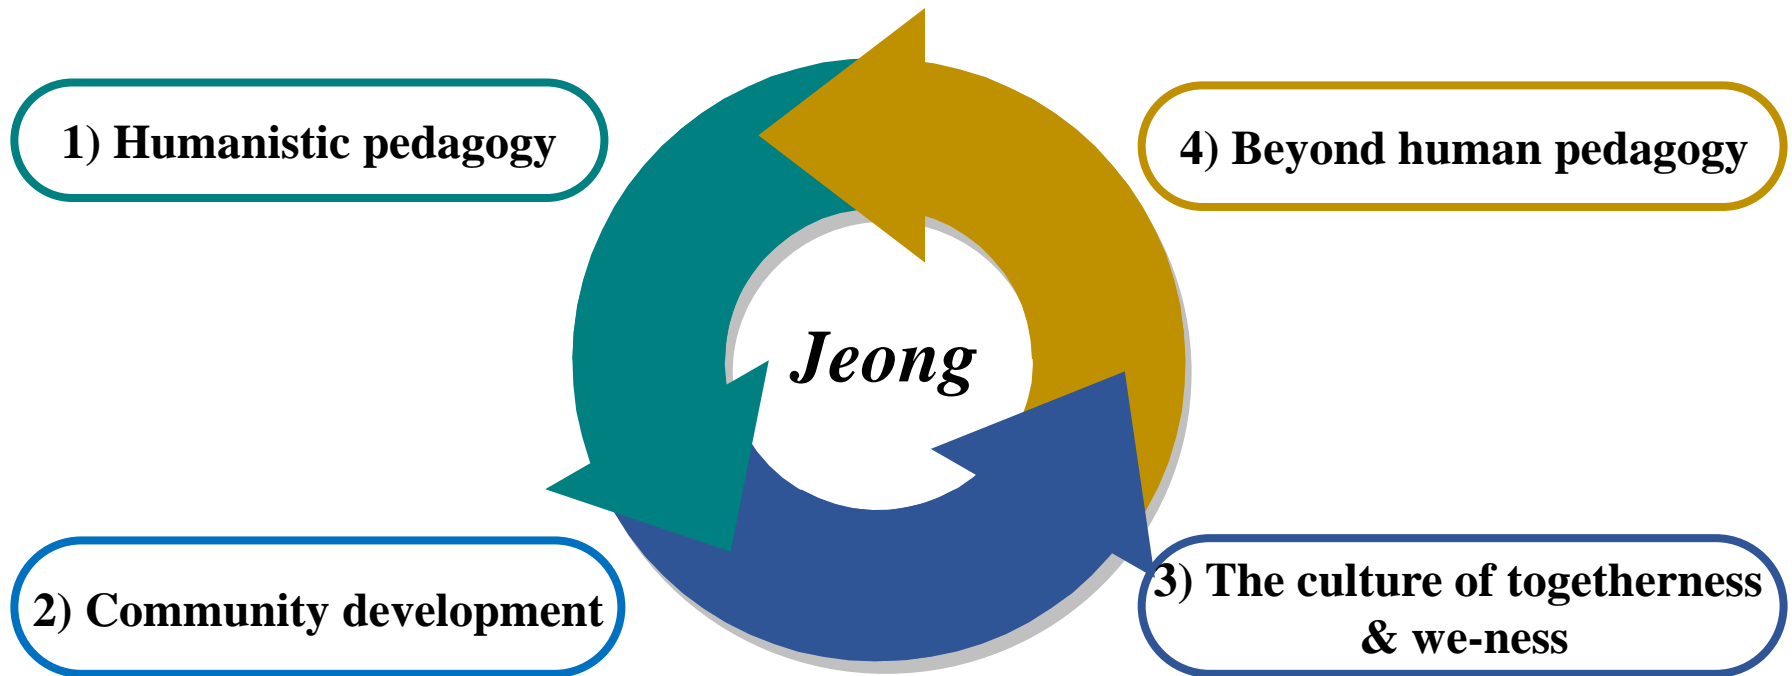 1) Humanistic pedagogy
4) Beyond human pedagogy
Jeong
2) Community development
3) The culture of togetherness
& we-ness